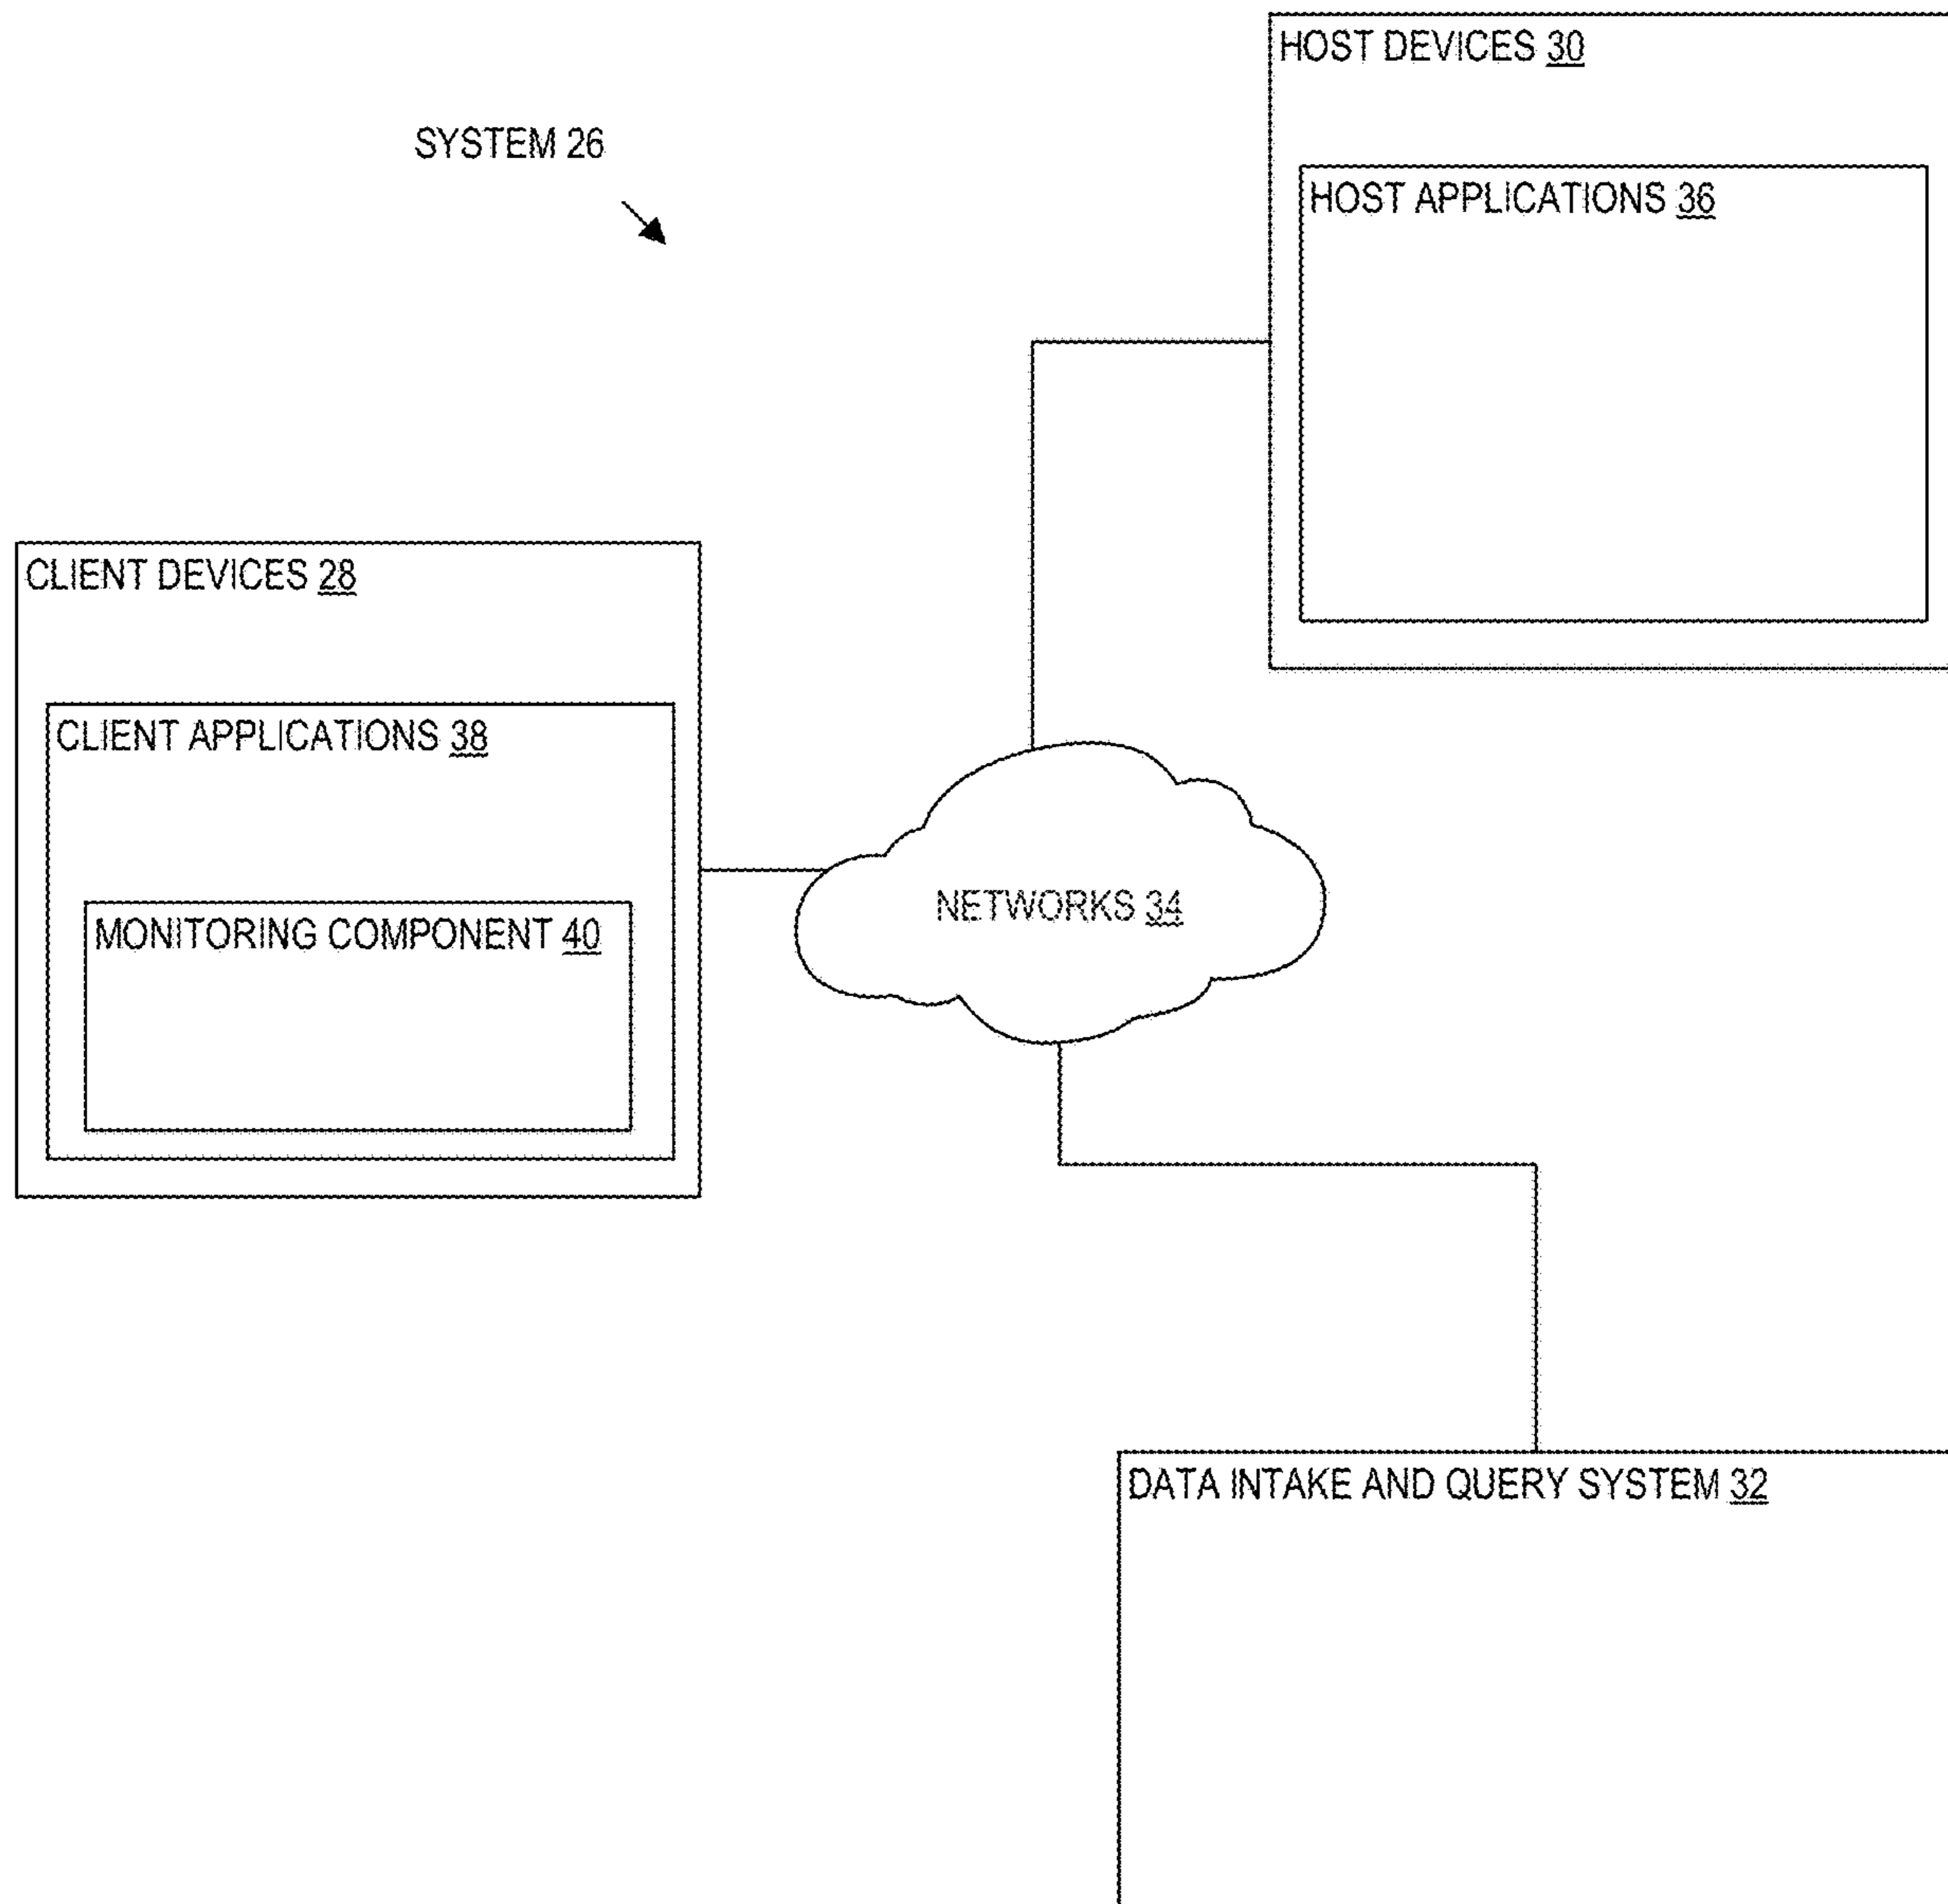 HOST DEVICES 30
SYSTEM 26
HOST APPLICATIONS 36
CLIENT DEVICES 28
CLIENT APPLICATIONS 38
NETWORKS 34
MONITORING COMPONENT 40
DATA INTAKE AND QUERY SYSTEM 32